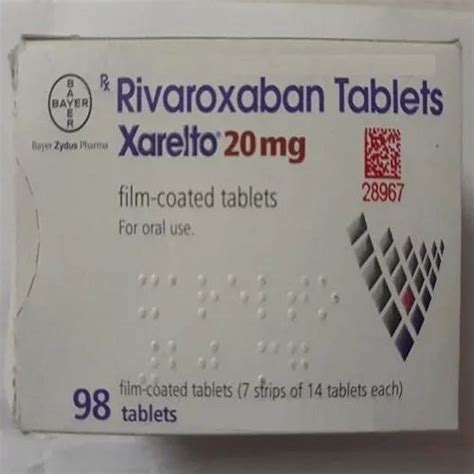 BAYER
BAYER
Bayer Zydus Pharma
Rx Rivaroxaban Tablets
Xarelto® 20 mg
28967
film-coated tablets
For oral use.
98 film-coated tablets (7 strips of 14 tablets each)
tablets